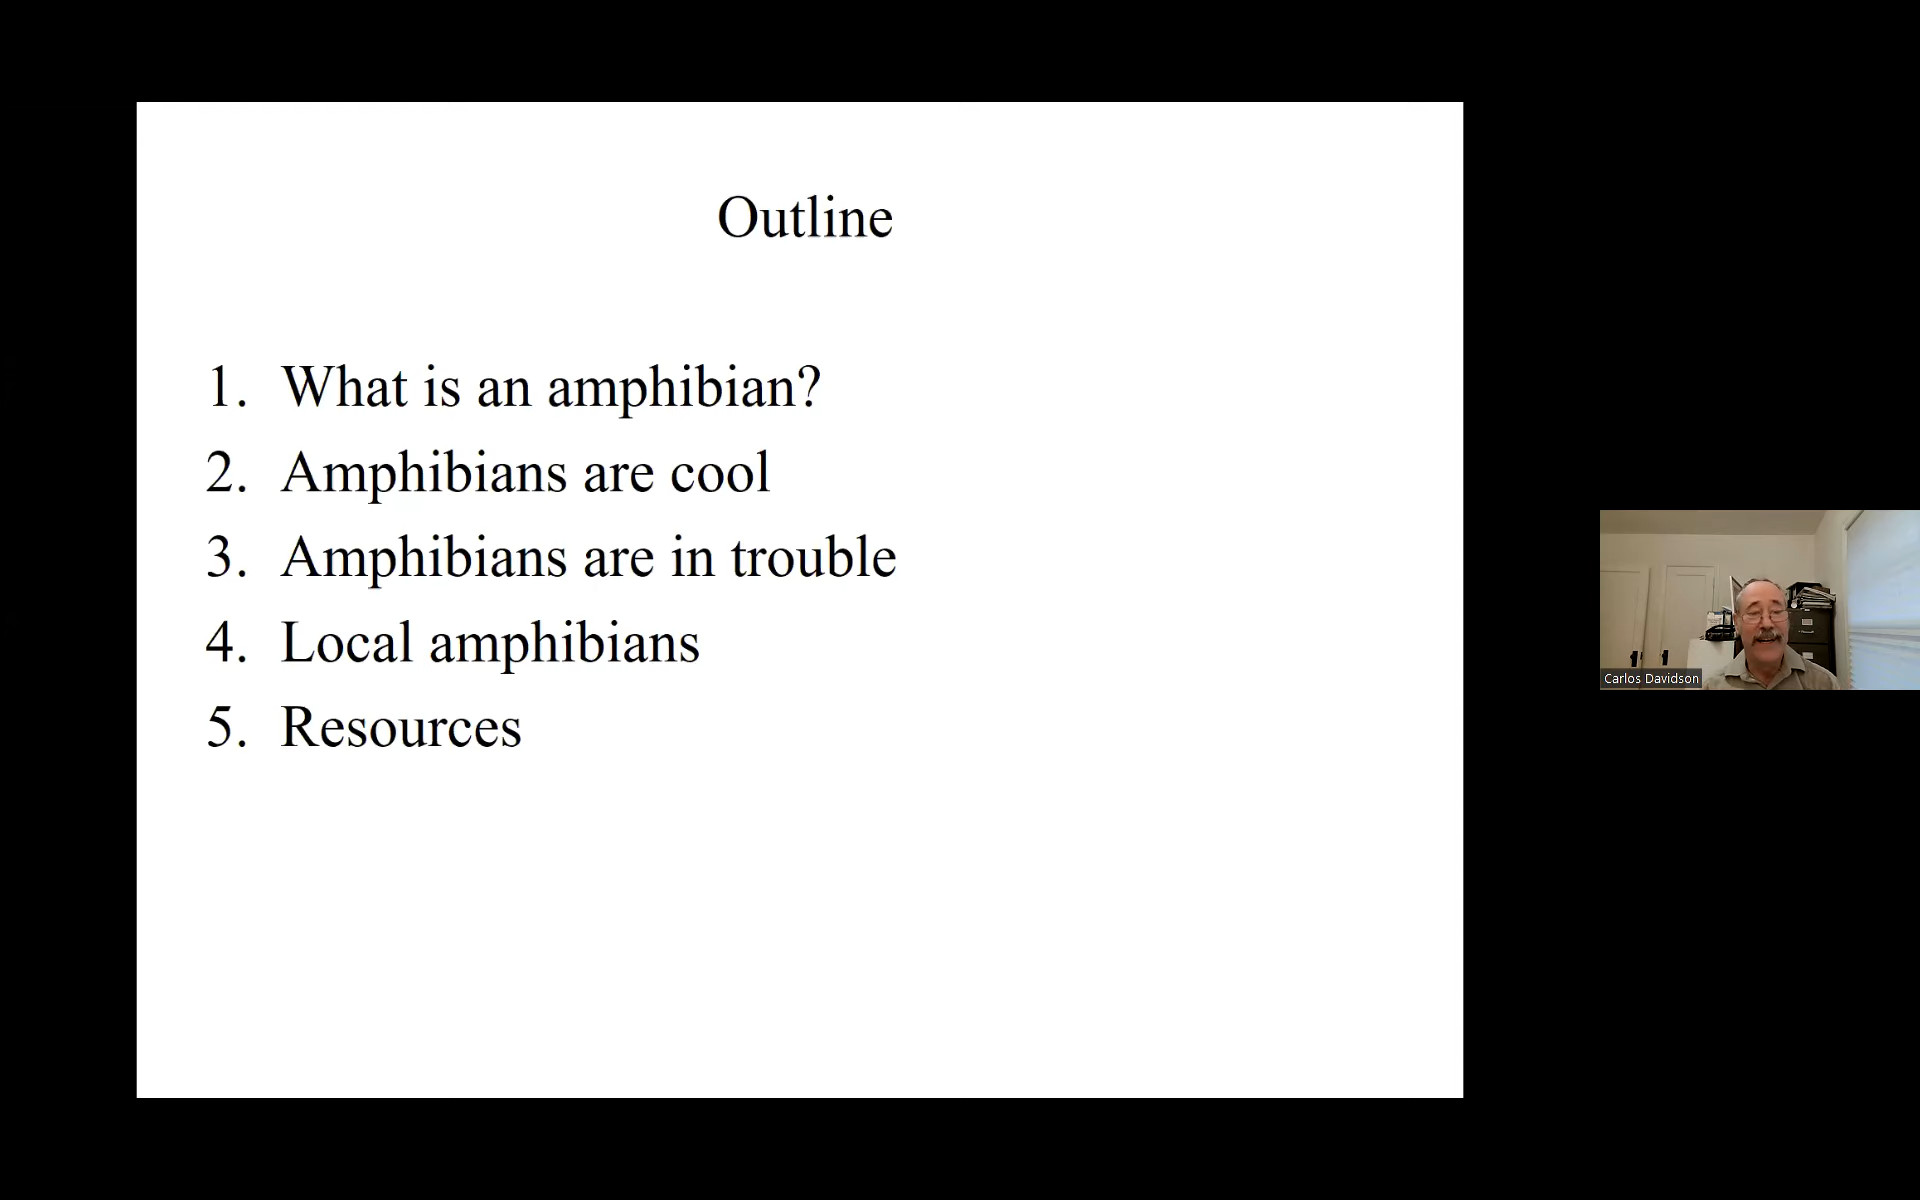 Outline
1. What is an amphibian?
2. Amphibians are cool
3. Amphibians are in trouble
4. Local amphibians
5. Resources
Carlos Davidson